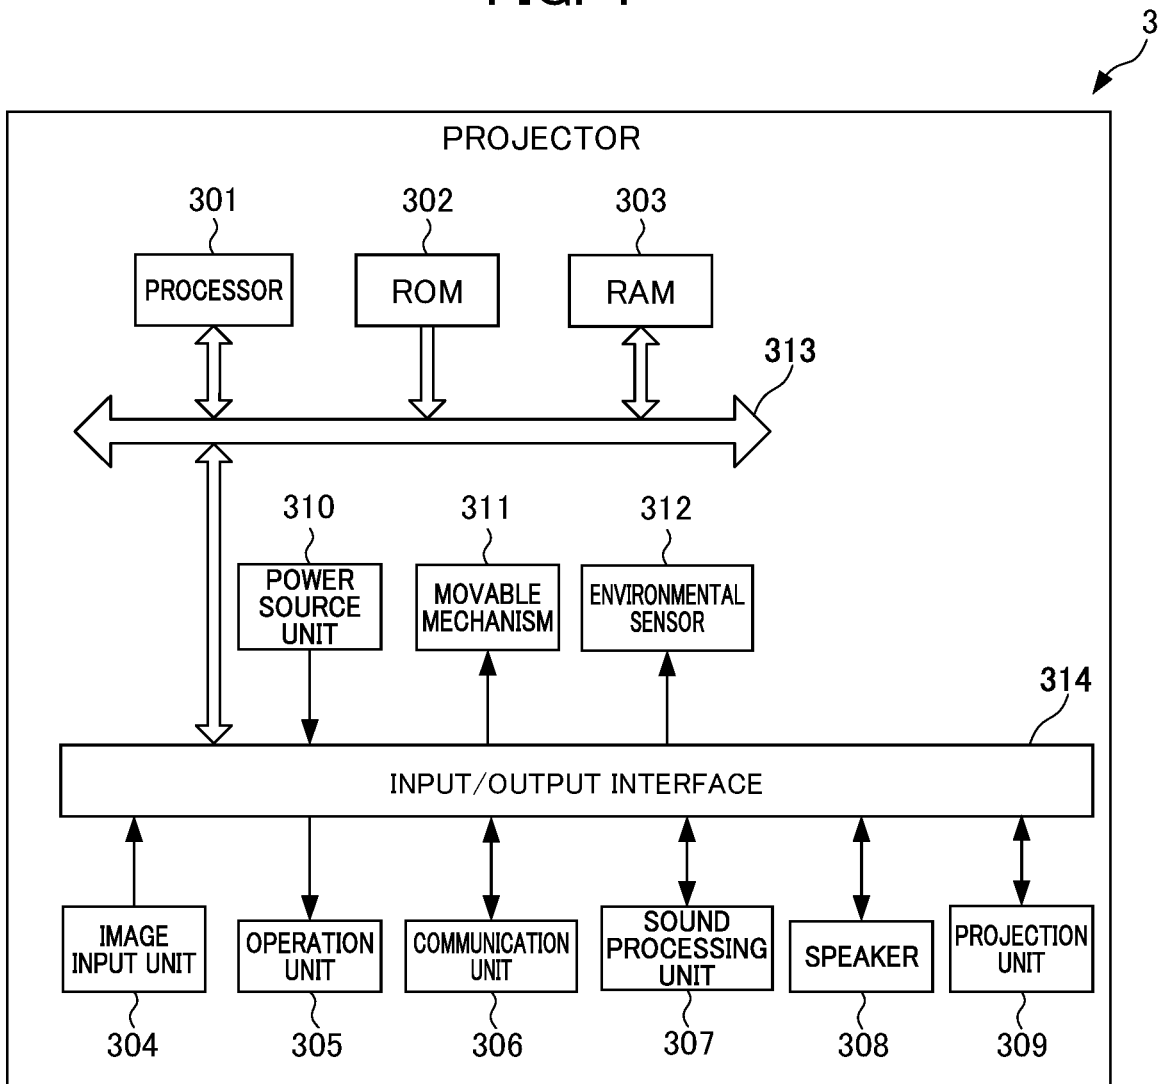 3
PROJECTOR
301
302
303
PROCESSOR
ROM
RAM
313
310
311
312
POWER
SOURCE
UNIT
MOVABLE
MECHANISM
ENVIRONMENTAL
SENSOR
314
INPUT/OUTPUT INTERFACE
IMAGE
INPUT UNIT
OPERATION
UNIT
COMMUNICATION
UNIT
SOUND
PROCESSING
UNIT
SPEAKER
PROJECTION
UNIT
304
305
306
307
308
309